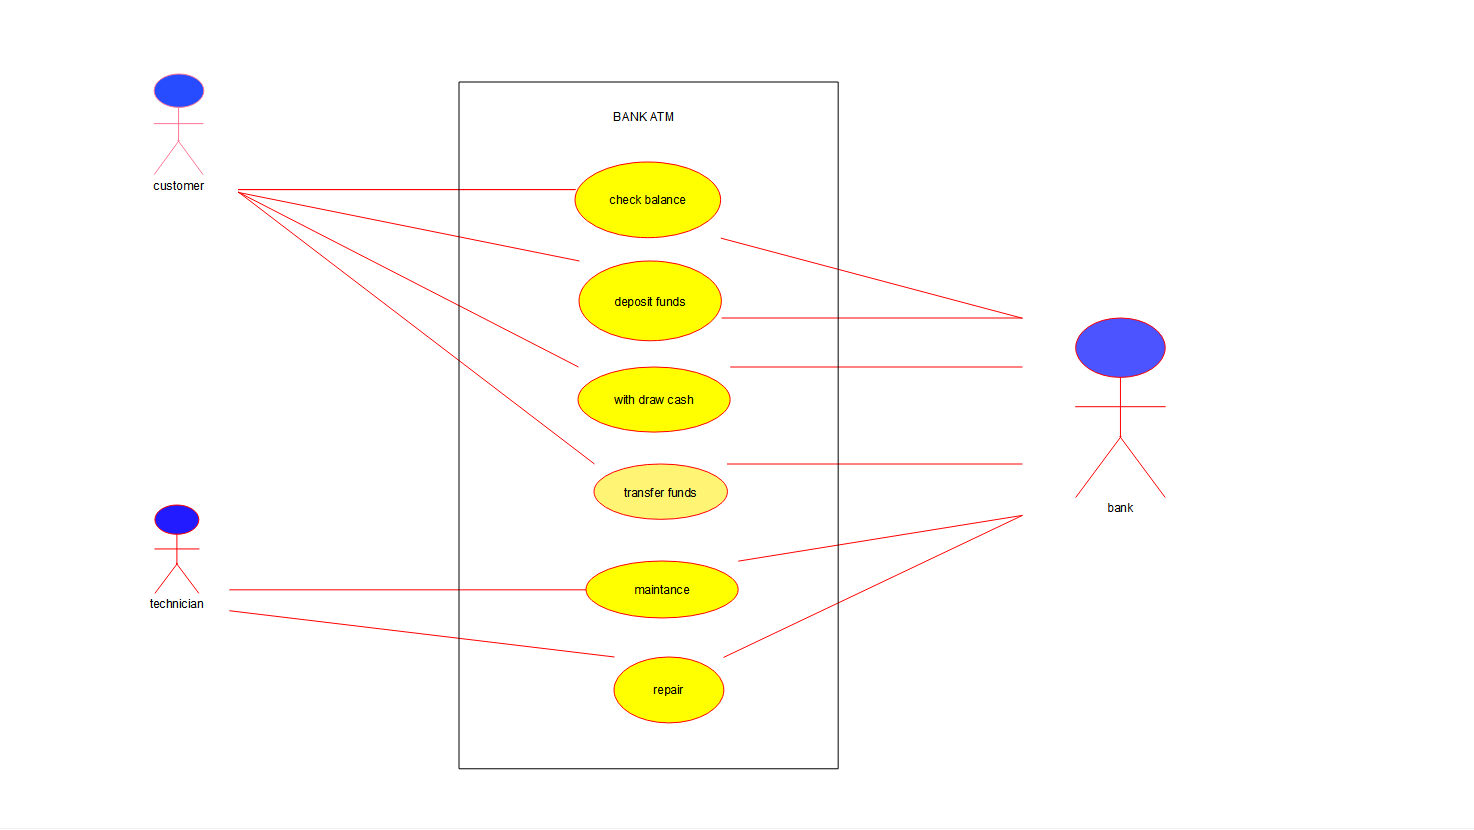 BANK ATM
customer
check balance
deposit funds
with draw cash
transfer funds
bank
technician
maintance
repair